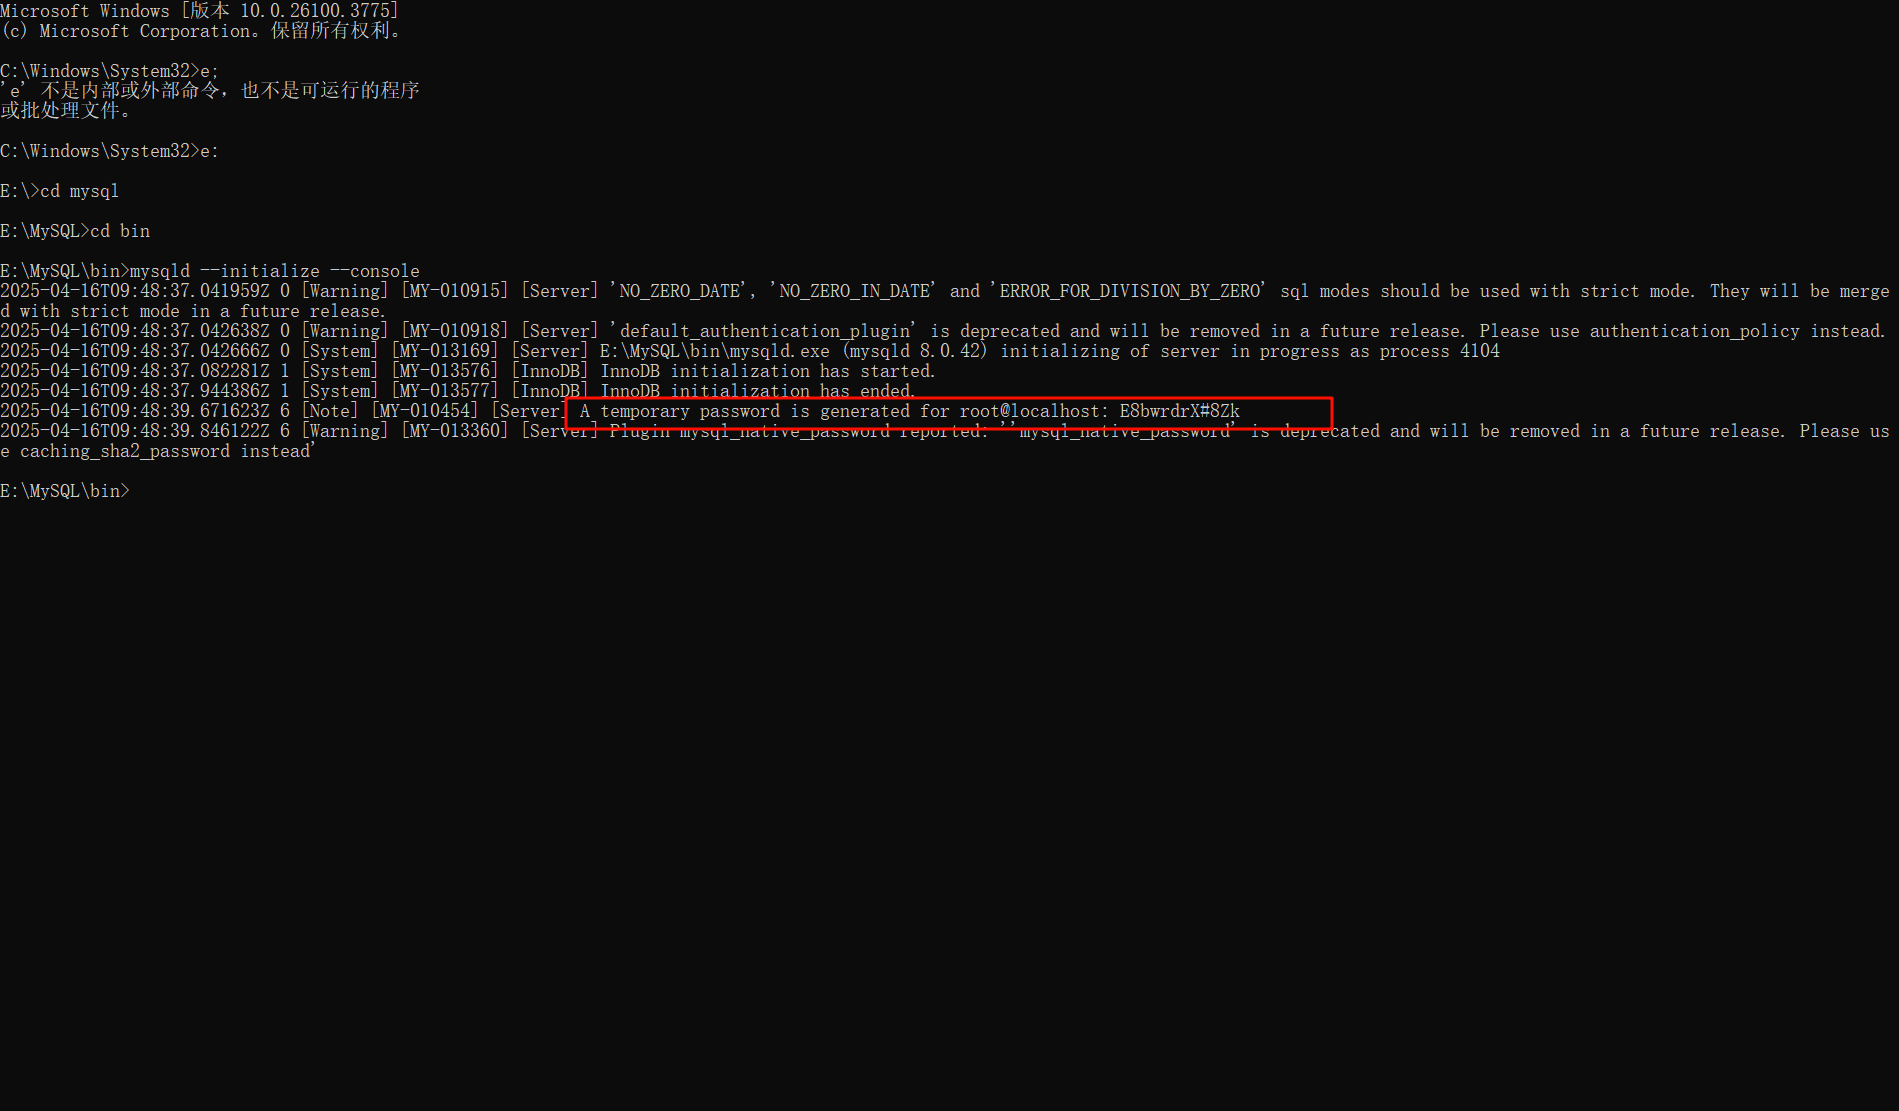 Microsoft Windows [版本 10.0.26100.3775]
(c) Microsoft Corporation。保留所有权利。
C:\Windows\System32>e;
'e' 不是内部或外部命令，也不是可运行的程序
或批处理文件。
C:\Windows\System32>e:
E:\>cd mysql
E:\MySQL>cd bin
E:\MySQL\bin>mysqld --initialize --console
2025-04-16T09:48:37.041959Z 0 [Warning] [MY-010915] [Server] 'NO_ZERO_DATE', 'NO_ZERO_IN_DATE' and 'ERROR_FOR_DIVISION_BY_ZERO' sql modes should be used with strict mode. They will be merge
d with strict mode in a future release.
2025-04-16T09:48:37.042638Z 0 [Warning] [MY-010918] [Server] 'default_authentication_plugin' is deprecated and will be removed in a future release. Please use authentication_policy instead.
2025-04-16T09:48:37.042666Z 0 [System] [MY-013169] [Server] E:\MySQL\bin\mysqld.exe (mysqld 8.0.42) initializing of server in progress as process 4104
2025-04-16T09:48:37.082281Z 1 [System] [MY-013576] [InnoDB] InnoDB initialization has started.
2025-04-16T09:48:37.944386Z 1 [System] [MY-013577] [InnoDB] InnoDB initialization has ended.
2025-04-16T09:48:39.671623Z 6 [Note] [MY-010454] [Server] A temporary password is generated for root@localhost: E8bwrdrX#8Zk
2025-04-16T09:48:39.846122Z 6 [Warning] [MY-013360] [Server] Plugin mysql_native_password reported: ''mysql_native_password' is deprecated and will be removed in a future release. Please us
e caching_sha2_password instead'
E:\MySQL\bin>